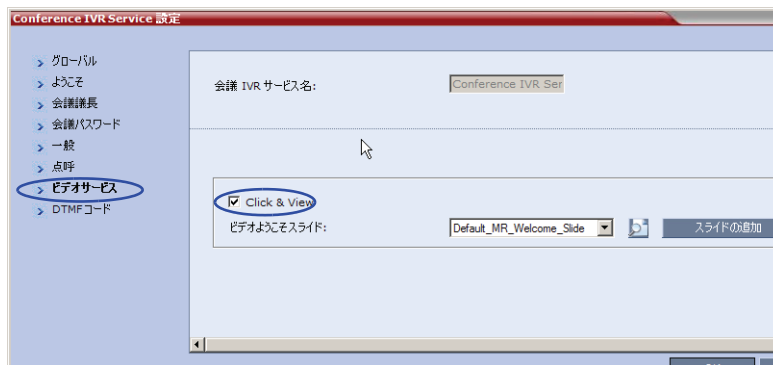 Conference IVR Service 設定
グローバル
ようこそ
会議議長
会議パスワード
一般
点呼
ビデオサービス
DTMFコード
会議 IVR サービス名:
Conference IVR Ser
Click & View
ビデオようこそスライド:
Default_MR_Welcome_Slide
スライドの追加